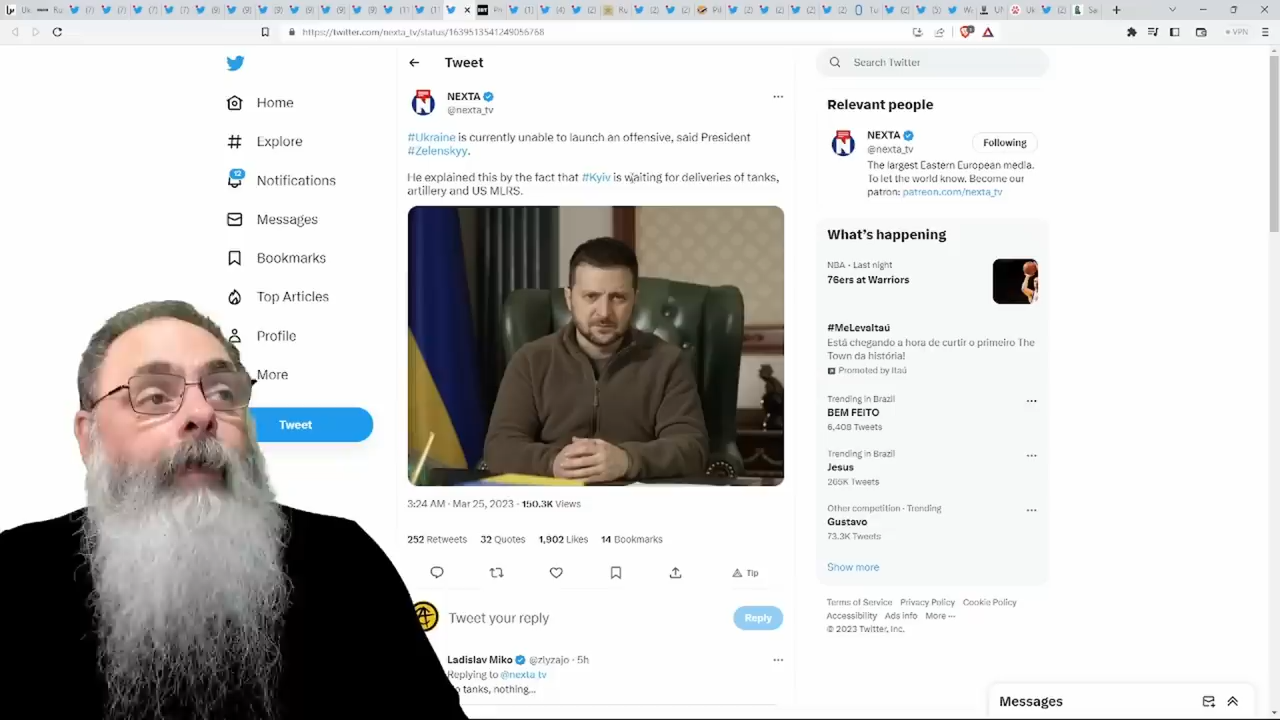 https://twitter.com/nexta_tv/status/1639513541249056768
VPN
Home
Explore
12
Notifications
Messages
Bookmarks
Top Articles
Profile
More
Tweet
Tweet
NEXTA
@nexta_tv
#Ukraine is currently unable to launch an offensive, said President
#Zelenskyy.
He explained this by the fact that #Kyiv is waiting for deliveries of tanks,
artillery and US MLRS.
3:24 AM · Mar 25, 2023 · 150.3K Views
252 Retweets 32 Quotes 1,902 Likes 14 Bookmarks
Tip
Tweet your reply
Reply
Ladislav Miko @zlyzajo · 5h
Replying to @nexta_tv
tanks, nothing...
Search Twitter
Relevant people
NEXTA
@nexta_tv
Following
The largest Eastern European media.
To let the world know. Become our
patron: patreon.com/nexta_tv
What's happening
NBA · Last night
76ers at Warriors
#MeLevaItaú
Está chegando a hora de curtir o primeiro The
Town da história!
Promoted by Itaú
Trending in Brazil
BEM FEITO
6,408 Tweets
Trending in Brazil
Jesus
Tweets
Other competition · Trending
Gustavo
73.3K Tweets
Show more
Terms of Service Privacy Policy Cookie Policy
Accessibility Ads info More ···
© 2023 Twitter, Inc.
Messages